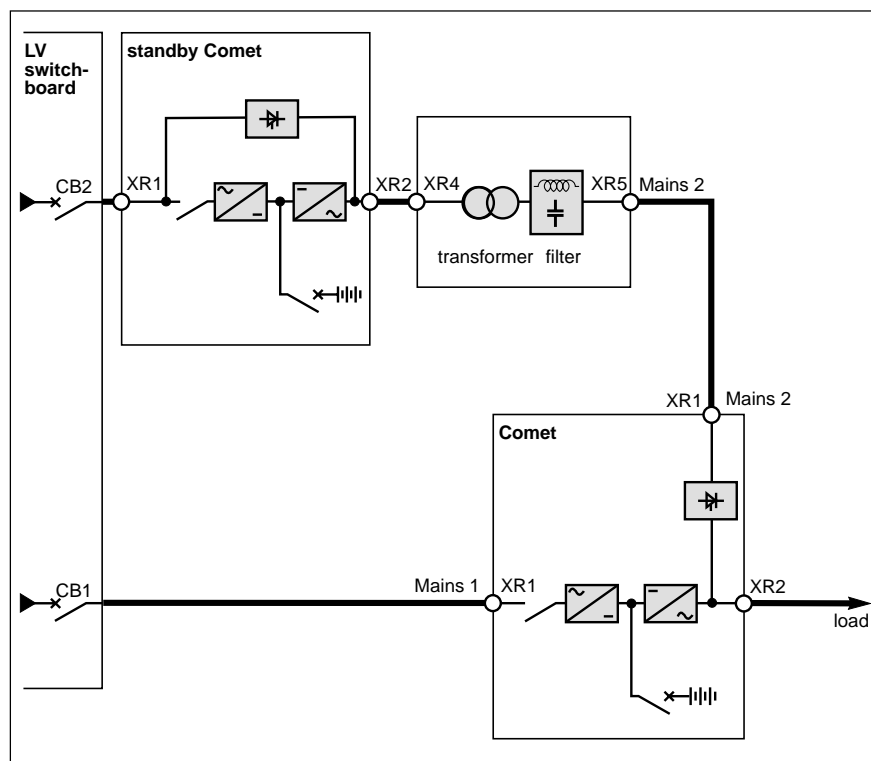 LV
switch-
board
standby Comet
CB2
XR1
XR2
XR4
XR5
Mains 2
transformer
filter
XR1
Mains 2
Comet
CB1
Mains 1
XR1
XR2
load